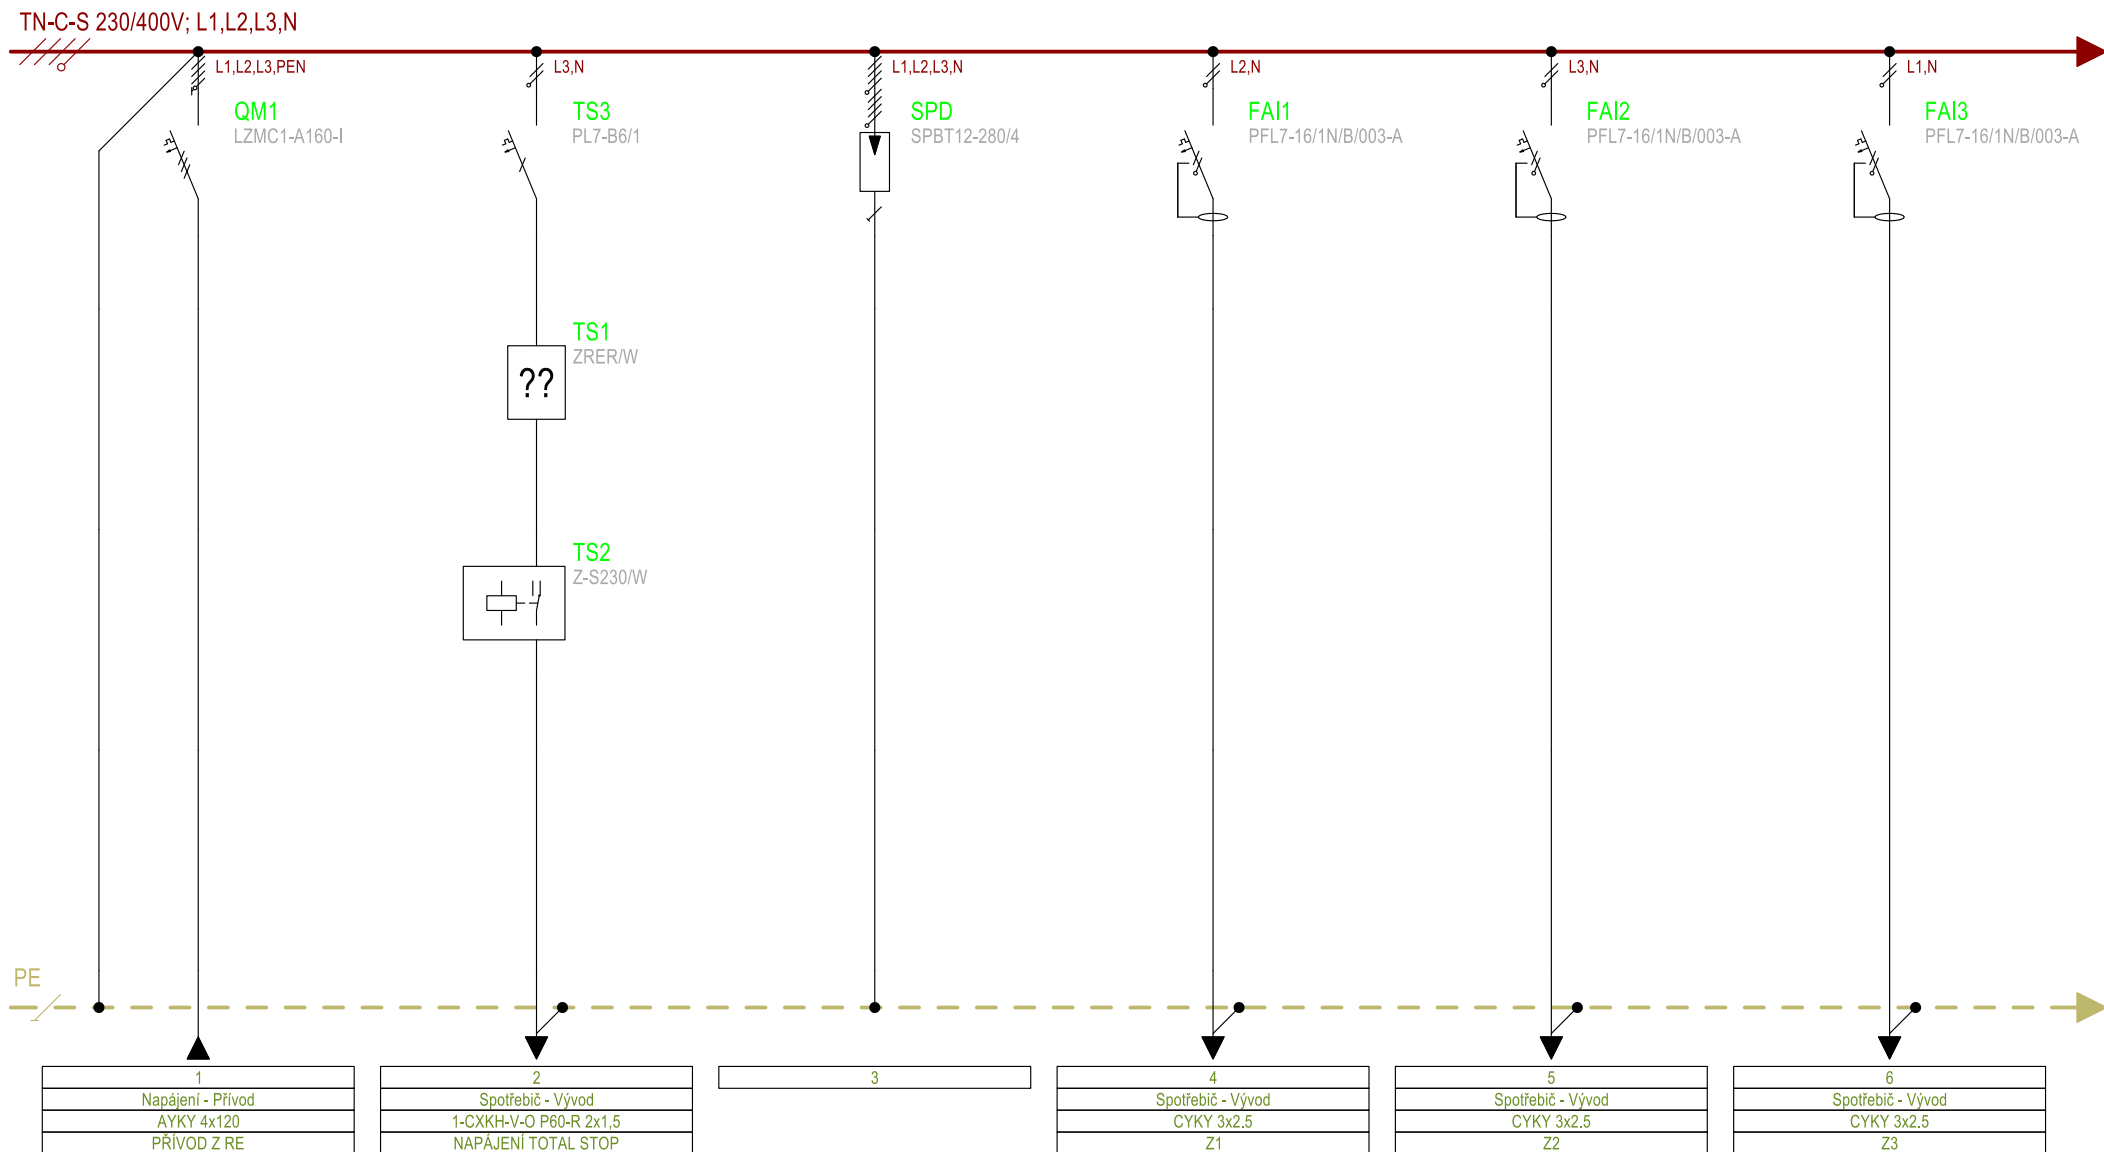 TN-C-S 230/400V; L1,L2,L3,N
L1,L2,L3,PEN
QM1
LZMC1-A160-I
L3,N
TS3
PL7-B6/1
L1,L2,L3,N
SPD
SPBT12-280/4
L2,N
FAI1
PFL7-16/1N/B/003-A
L3,N
FAI2
PFL7-16/1N/B/003-A
L1,N
FAI3
PFL7-16/1N/B/003-A
TS1
ZRER/W
??
TS2
Z-S230/W
PE
1
Napájení - Přívod
AYKY 4x120
PŘÍVOD Z RE
2
Spotřebič - Vývod
1-CXKH-V-O P60-R 2x1,5
NAPÁJENÍ TOTAL STOP
3
4
Spotřebič - Vývod
CYKY 3x2.5
Z1
5
Spotřebič - Vývod
CYKY 3x2.5
Z2
6
Spotřebič - Vývod
CYKY 3x2.5
Z3